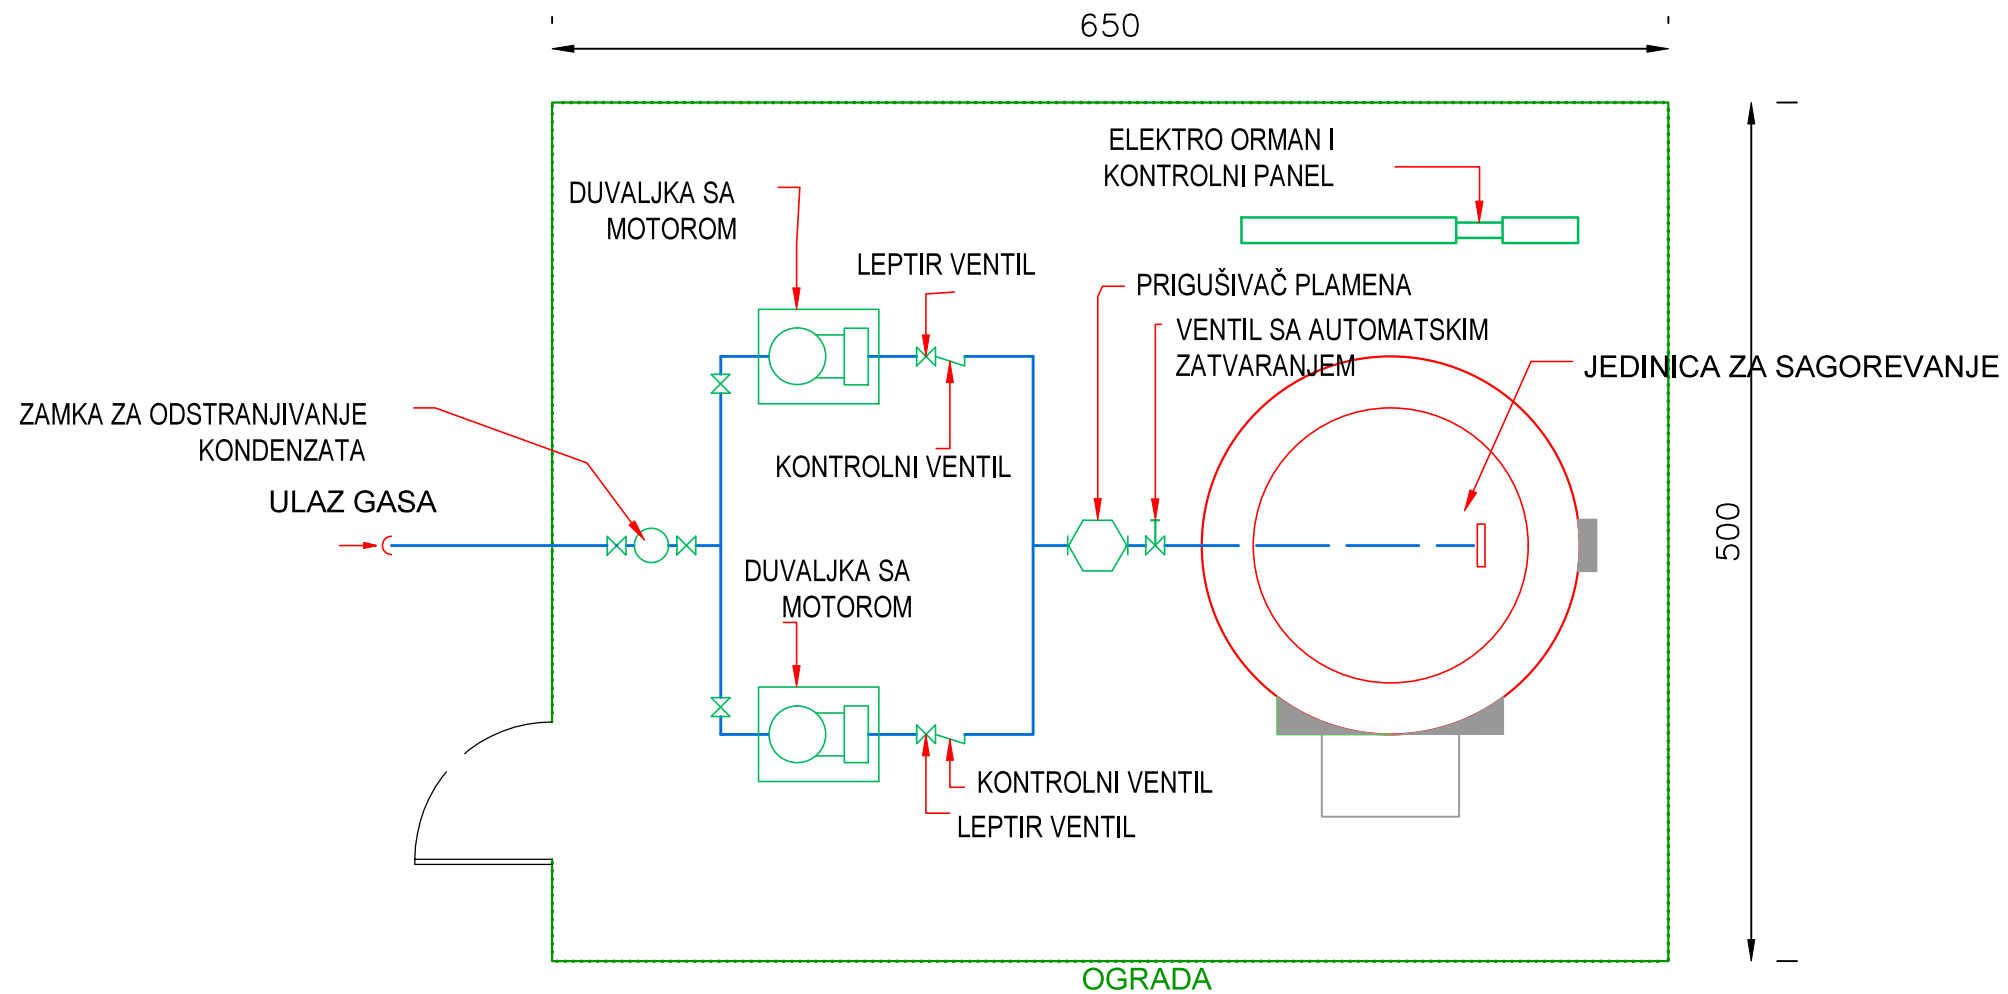 650
ELEKTRO ORMAN I
KONTROLNI PANEL
DUVALJKA SA
MOTOROM
LEPTIR VENTIL
PRIGUŠIVAČ PLAMENA
VENTIL SA AUTOMATSKIM
ZATVARANJEM
JEDINICA ZA SAGOREVANJE
ZAMKA ZA ODSTRANJIVANJE
KONDENZATA
KONTROLNI VENTIL
ULAZ GASA
500
DUVALJKA SA
MOTOROM
KONTROLNI VENTIL
LEPTIR VENTIL
OGRADA